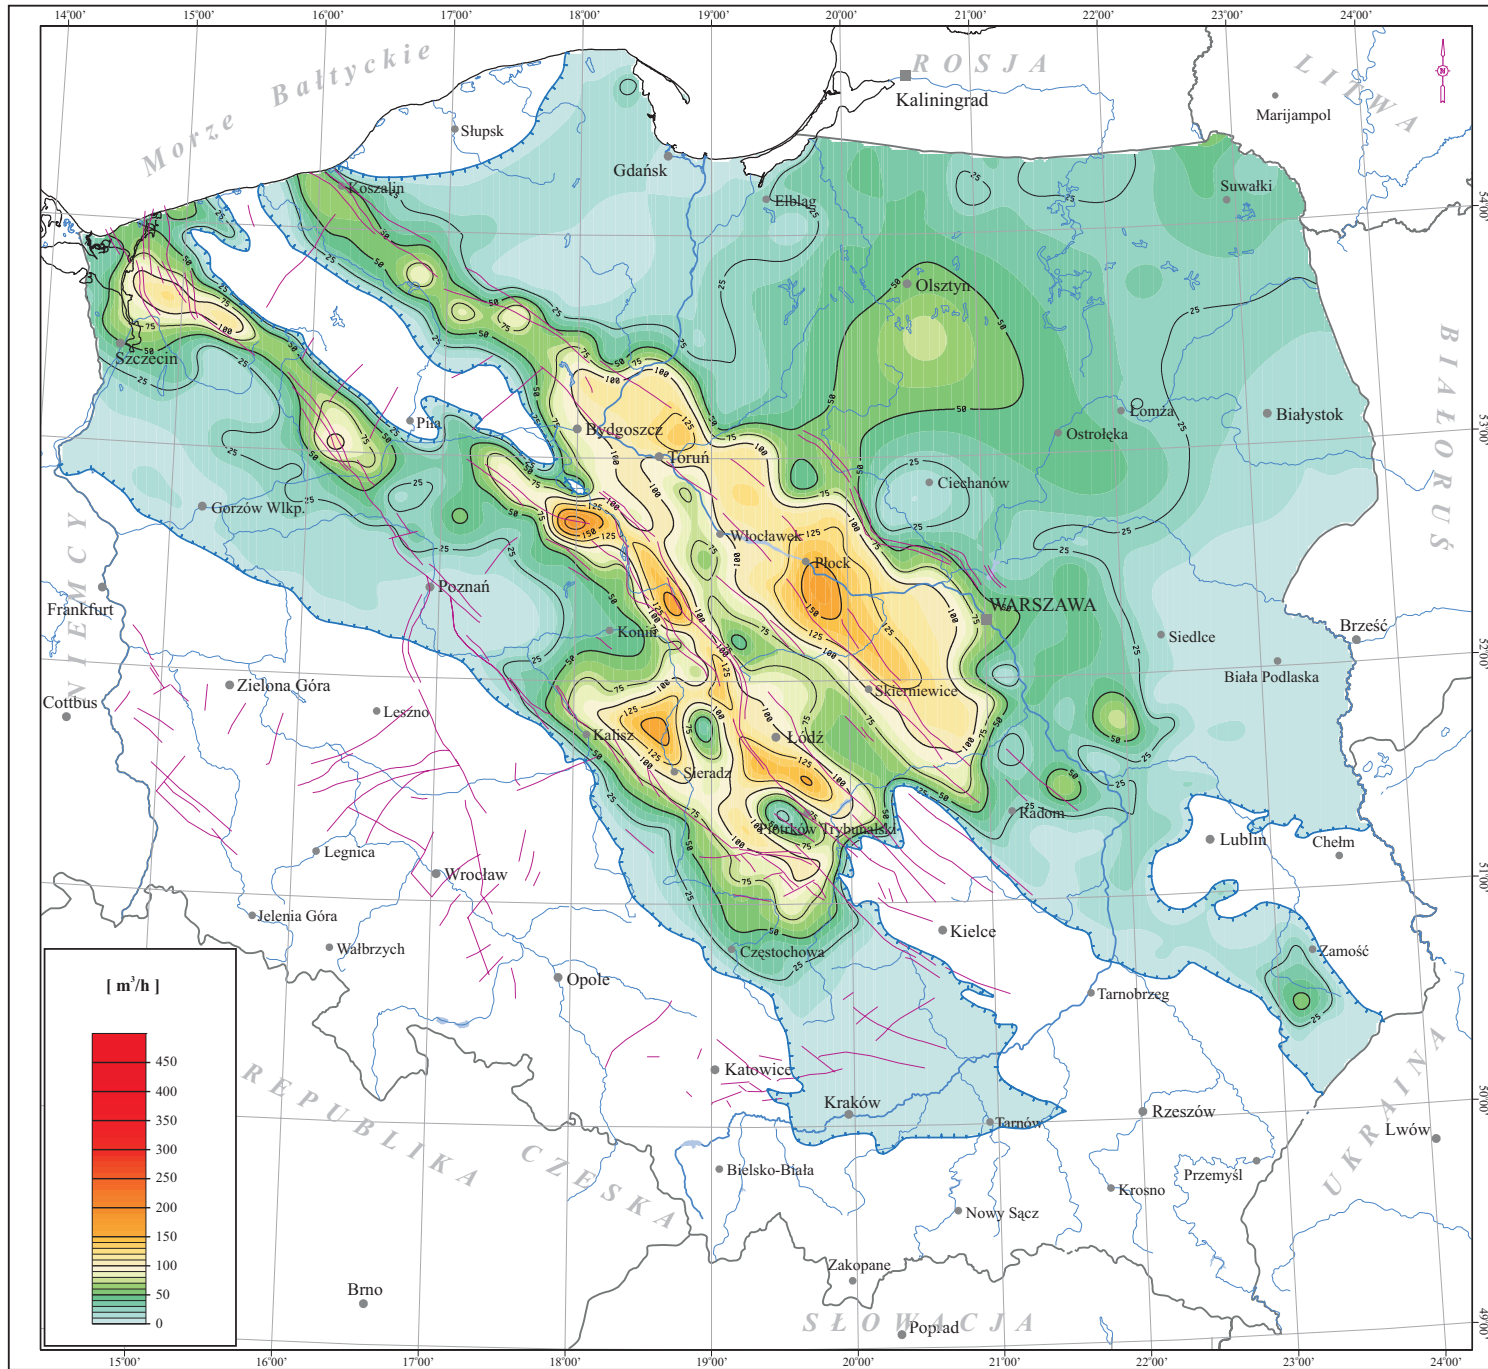 14°00'
15°00'
16°00'
17°00'
18°00'
19°00'
20°00'
21°00'
22°00'
23°00'
24°00'
Morze Bałtyckie
ROSJA
LITWA
Kaliningrad
Marijampol
N
Słupsk
Gdańsk
Koszalin
Elbląg
Suwałki
54°00'
Olsztyn
Szczecin
BIAŁORUŚ
Piła
Bydgoszcz
Łomża
Białystok
Ostrołęka
53°00'
Toruń
Ciechanów
Gorzów Wlkp.
Włocławek
Płock
NIEMCY
Frankfurt
Poznań
WARSZAWA
Konin
Siedlce
Brześć
52°00'
Biała Podlaska
Zielona Góra
Skierniewice
Cottbus
Leszno
Kalisz
Łódź
Sieradz
Radom
Piotrków Trybunalski
Lublin
Chełm
Legnica
Wrocław
51°00'
Jelenia Góra
Kielce
Wałbrzych
Częstochowa
Zamość
Opole
Tarnobrzeg
[ m³/h ]
450
400
350
300
250
200
150
100
50
0
Katowice
Kraków
Rzeszów
50°00'
Tarnów
Lwów
REPUBLIKA CZESKA
UKRAINA
Bielsko-Biała
Przemyśl
Krosno
Nowy Sącz
Zakopane
Brno
SŁOWACJA
Poprad
49°00'
15°00'
16°00'
17°00'
18°00'
19°00'
20°00'
21°00'
22°00'
23°00'
24°00'
25
50
75
100
125
150